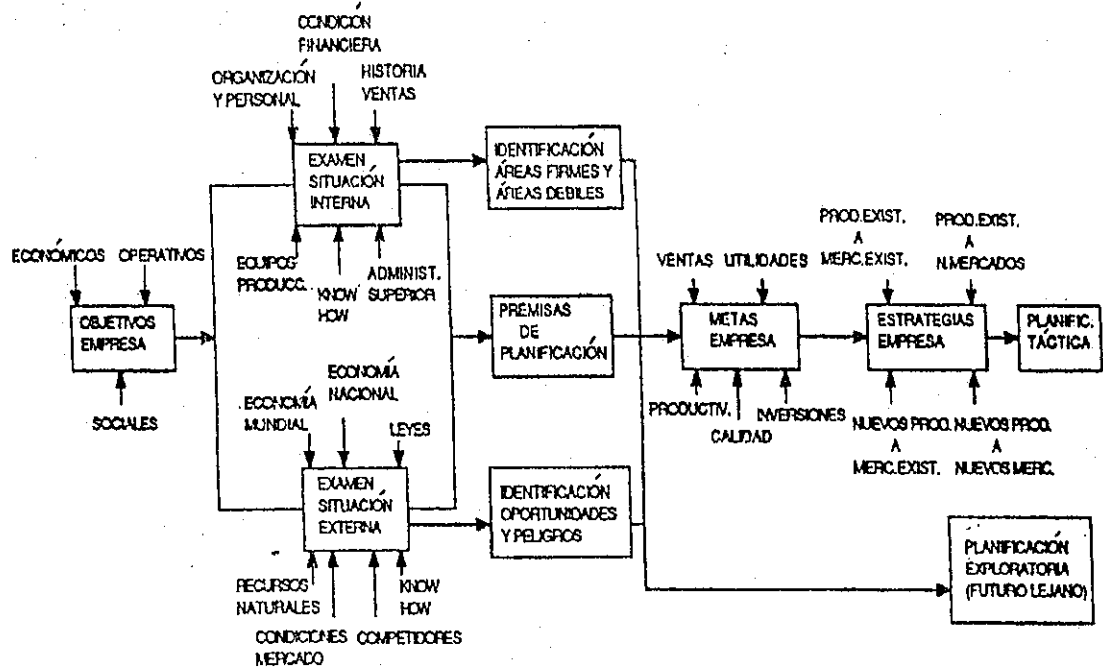 CONDICIÓN
FINANCIERA
ORGANIZACIÓN
Y PERSONAL
HISTORIA
VENTAS
EXAMEN
SITUACIÓN
INTERNA
EQUIPOS
PRODUCC.
KNOW
HOW
ADMINIST.
SUPERIOR
IDENTIFICACIÓN
ÁREAS FIRMES Y
ÁREAS DEBILES
ECONÓMICOS
OPERATIVOS
OBJETIVOS
EMPRESA
SOCIALES
PREMISAS
DE
PLANIFICACIÓN
VENTAS
UTILIDADES
METAS
EMPRESA
PRODUCTIV.
CALIDAD
INVERSIONES
PROD.EXIST.
A
MERC.EXIST.
PROD.EXIST.
A
N.MERCADOS
ESTRATEGIAS
EMPRESA
NUEVOS PROD.
A
MERC.EXIST.
NUEVOS PROD.
A
NUEVOS MERC.
PLANIFIC.
TÁCTICA
ECONOMÍA
MUNDIAL
ECONOMÍA
NACIONAL
LEYES
EXAMEN
SITUACIÓN
EXTERNA
RECURSOS
NATURALES
CONDICIONES
MERCADO
COMPETIDORES
KNOW
HOW
IDENTIFICACIÓN
OPORTUNIDADES
Y PELIGROS
PLANIFICACIÓN
EXPLORATORIA
(FUTURO LEJANO)